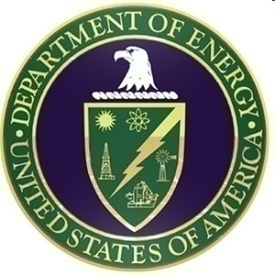 DEPARTMENT OF ENERGY
UNITED STATES OF AMERICA